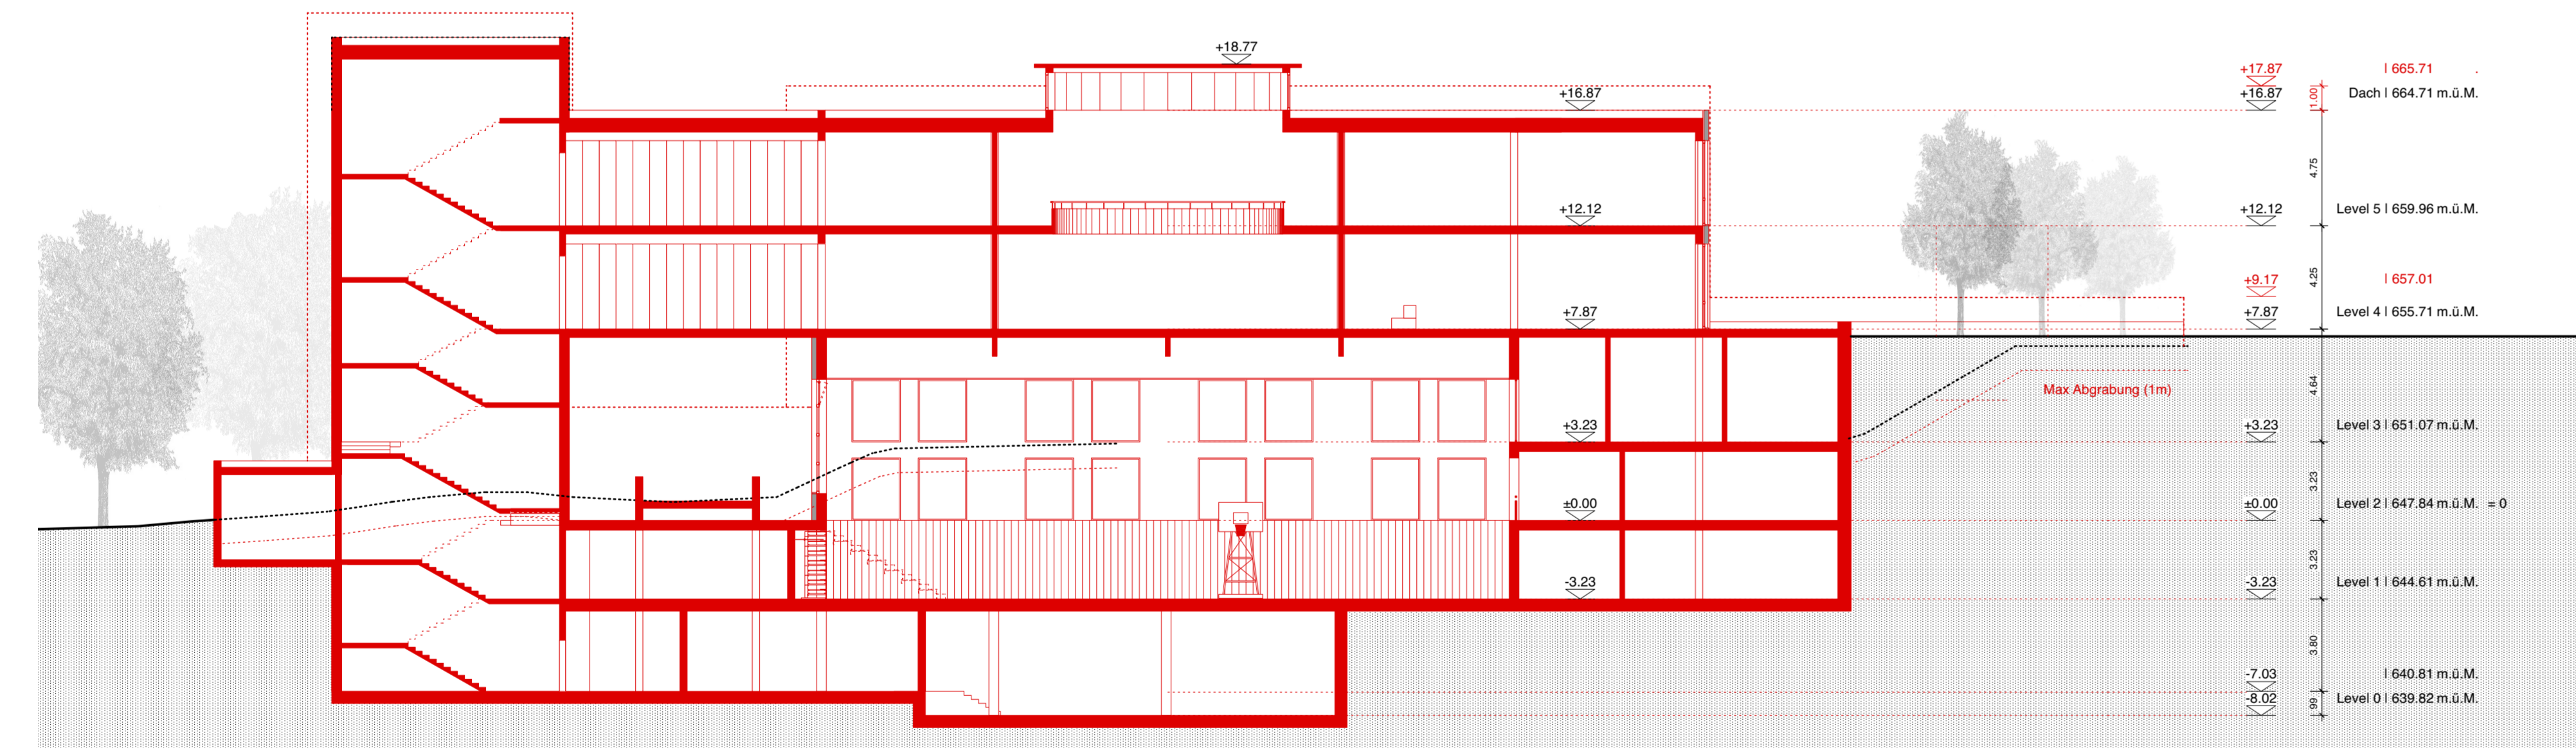 +18.77
+17.87 | 665.71 .
+16.87 +16.87 Dach | 664.71 m.ü.M.
1.00
4.75
+12.12 +12.12 Level 5 | 659.96 m.ü.M.
4.25
+9.17 | 657.01
+7.87 +7.87 Level 4 | 655.71 m.ü.M.
Max Abgrabung (1m)
4.64
+3.23 +3.23 Level 3 | 651.07 m.ü.M.
3.23
±0.00 ±0.00 Level 2 | 647.84 m.ü.M. = 0
3.23
-3.23 -3.23 Level 1 | 644.61 m.ü.M.
3.80
-7.03 | 640.81 m.ü.M.
-8.02 Level 0 | 639.82 m.ü.M.
99